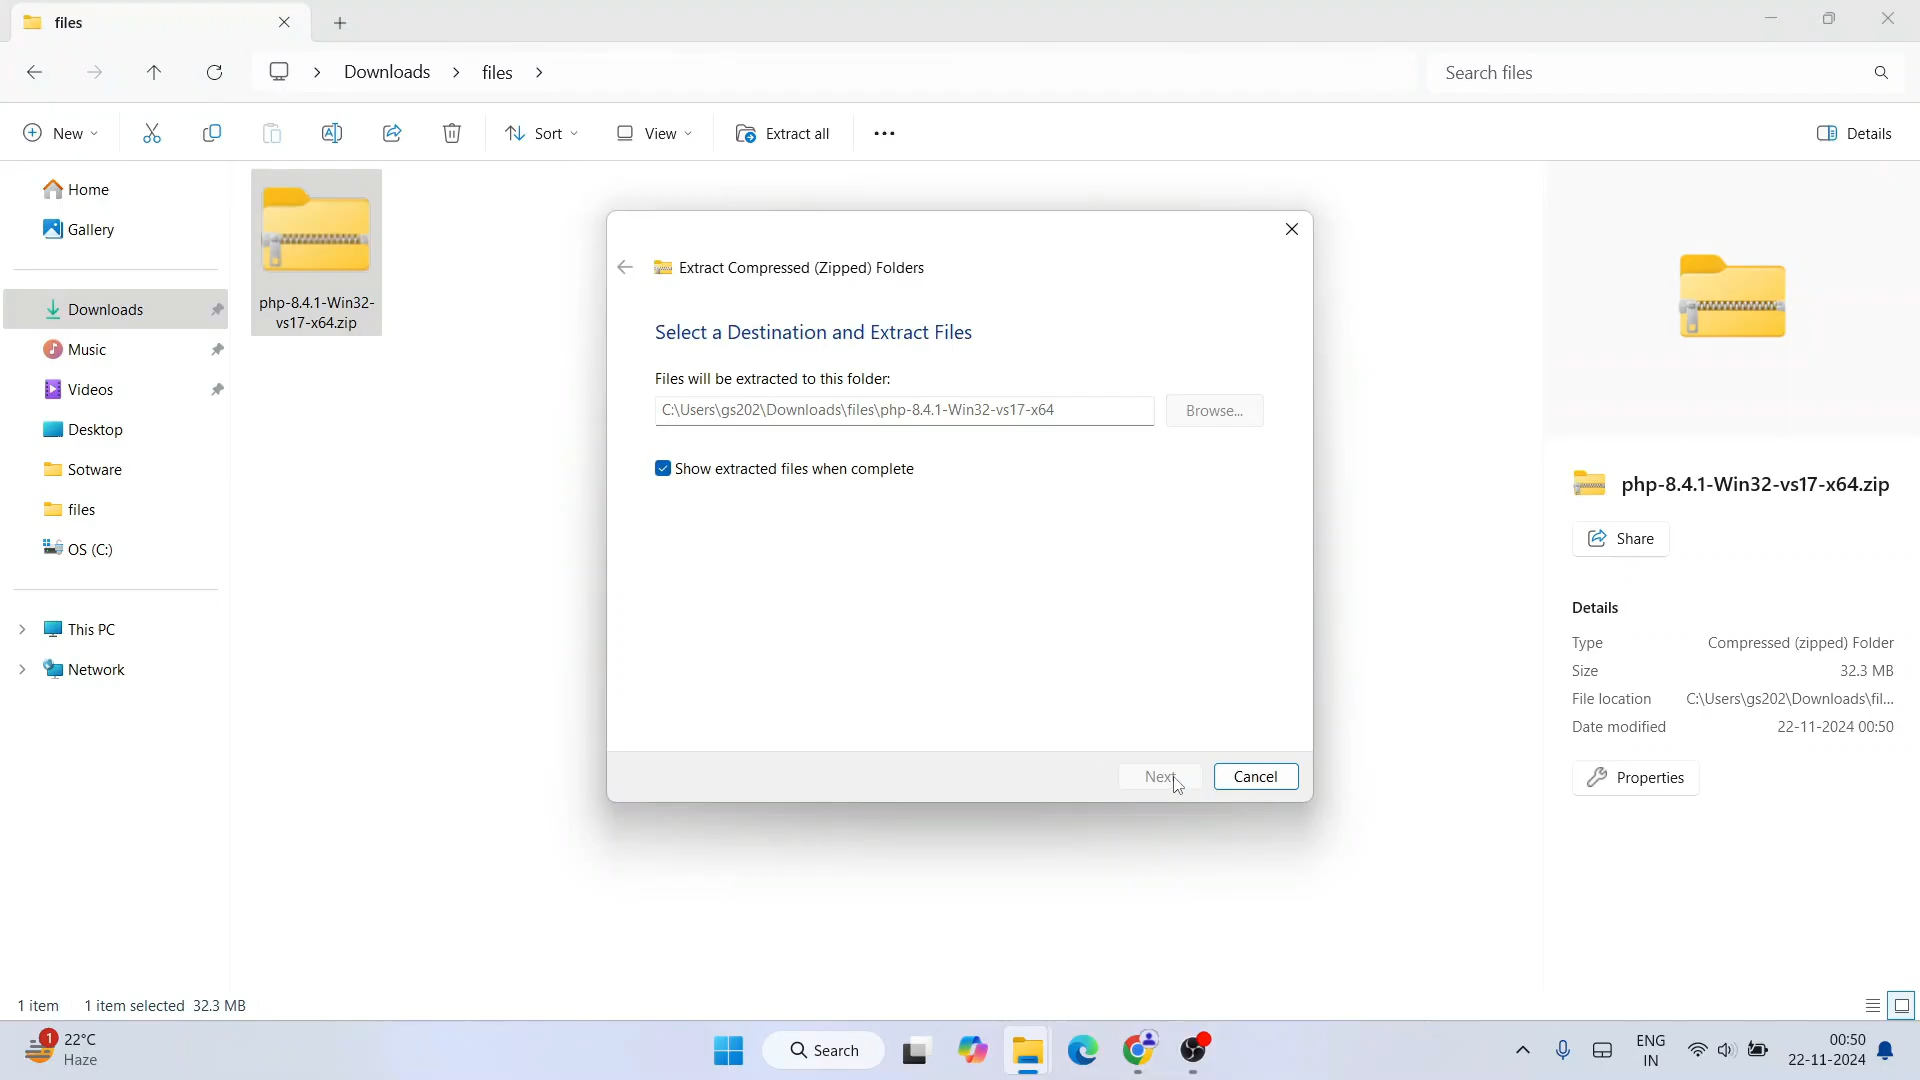 files
Downloads
files
Search files
New
Sort
View
Extract all
Details
Home
Gallery
Downloads
Music
Videos
Desktop
Sotware
files
OS (C:)
This PC
Network
php-8.4.1-Win32-
vs17-x64.zip
Extract Compressed (Zipped) Folders
Select a Destination and Extract Files
Files will be extracted to this folder:
C:\Users\gs202\Downloads\files\php-8.4.1-Win32-vs17-x64
Browse...
Show extracted files when complete
Next
Cancel
php-8.4.1-Win32-vs17-x64.zip
Share
Details
Type Compressed (zipped) Folder
Size 32.3 MB
File location C:\Users\gs202\Downloads\fil...
Date modified 22-11-2024 00:50
Properties
1 item 1 item selected 32.3 MB
1
22°C
Haze
Search
ENG
IN
00:50
22-11-2024